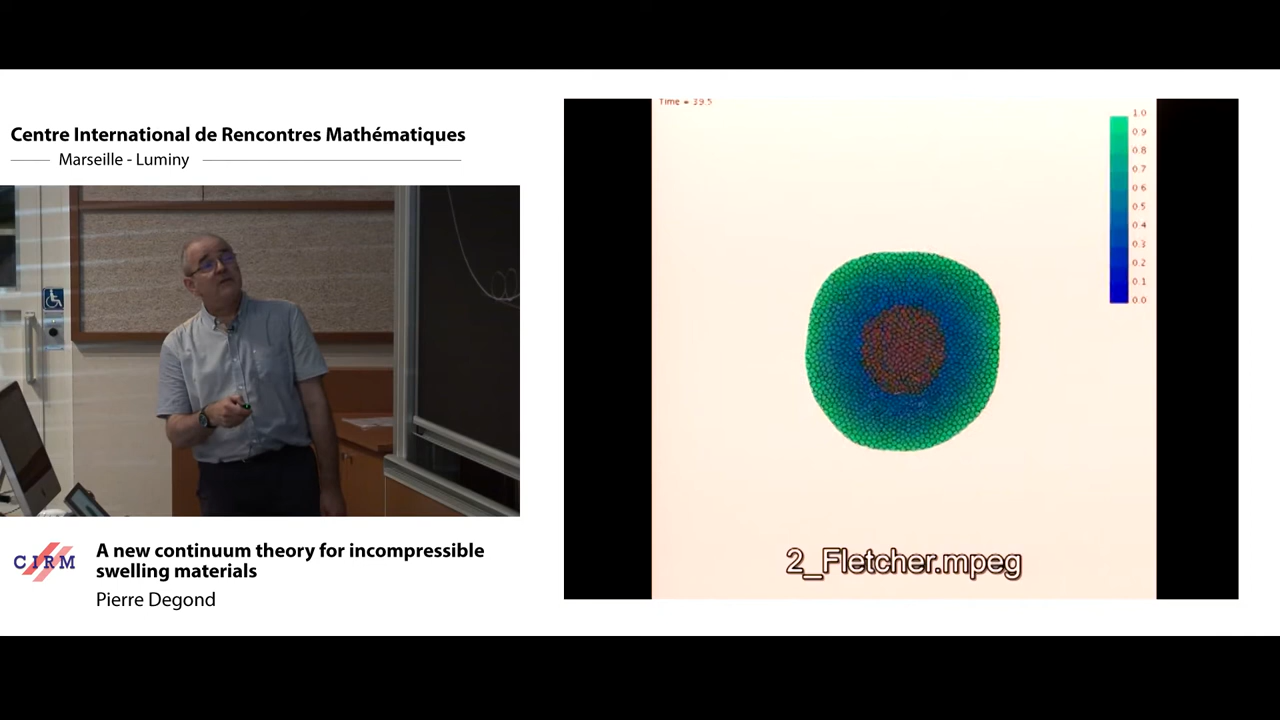 Centre International de Rencontres Mathématiques
Marseille - Luminy
CIRM
A new continuum theory for incompressible
swelling materials
Pierre Degond
Time = 39.5
1.0
0.9
0.8
0.7
0.6
0.5
0.4
0.3
0.2
0.1
0.0
2_Fletcher.mpeg